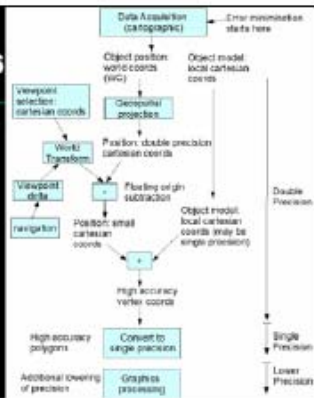 s
Data Acquisition
(cartographic)
Error minimisation
starts here
Object position:
world coords
(WG)
Object model:
local cartesian
coords
Viewpoint
selection:
cartesian coords
Geospatial
projection
World
Transform
Position: double precision
cartesian coords
Viewpoint
delta
-
Floating origin
subtraction
Double
Precision
navigation
Position: small
cartesian
coords
Object model:
local cartesian
coords (may be
single precision)
+
High accuracy
vertex coords
High accuracy
polygons
Convert to
single precision
Single
Precision
Additional lowering
of precision
Graphics
processing
Lower
Precision